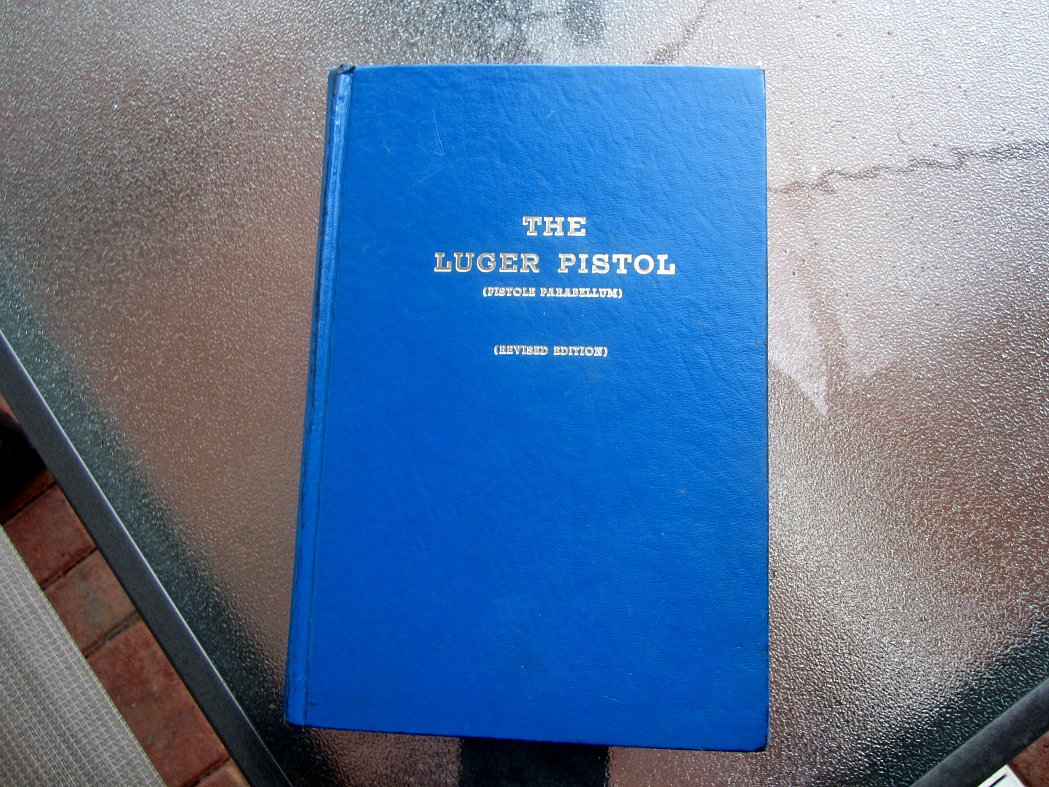 THE
LUGER PISTOL
(PISTOLE PARABELLUM)
(REVISED EDITION)